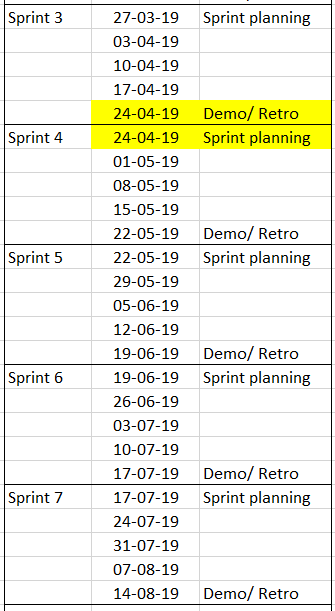 Sprint 3 27-03-19 Sprint planning
03-04-19
10-04-19
17-04-19
24-04-19 Demo/ Retro
Sprint 4 24-04-19 Sprint planning
01-05-19
08-05-19
15-05-19
22-05-19 Demo/ Retro
Sprint 5 22-05-19 Sprint planning
29-05-19
05-06-19
12-06-19
19-06-19 Demo/ Retro
Sprint 6 19-06-19 Sprint planning
26-06-19
03-07-19
10-07-19
17-07-19 Demo/ Retro
Sprint 7 17-07-19 Sprint planning
24-07-19
31-07-19
07-08-19
14-08-19 Demo/ Retro